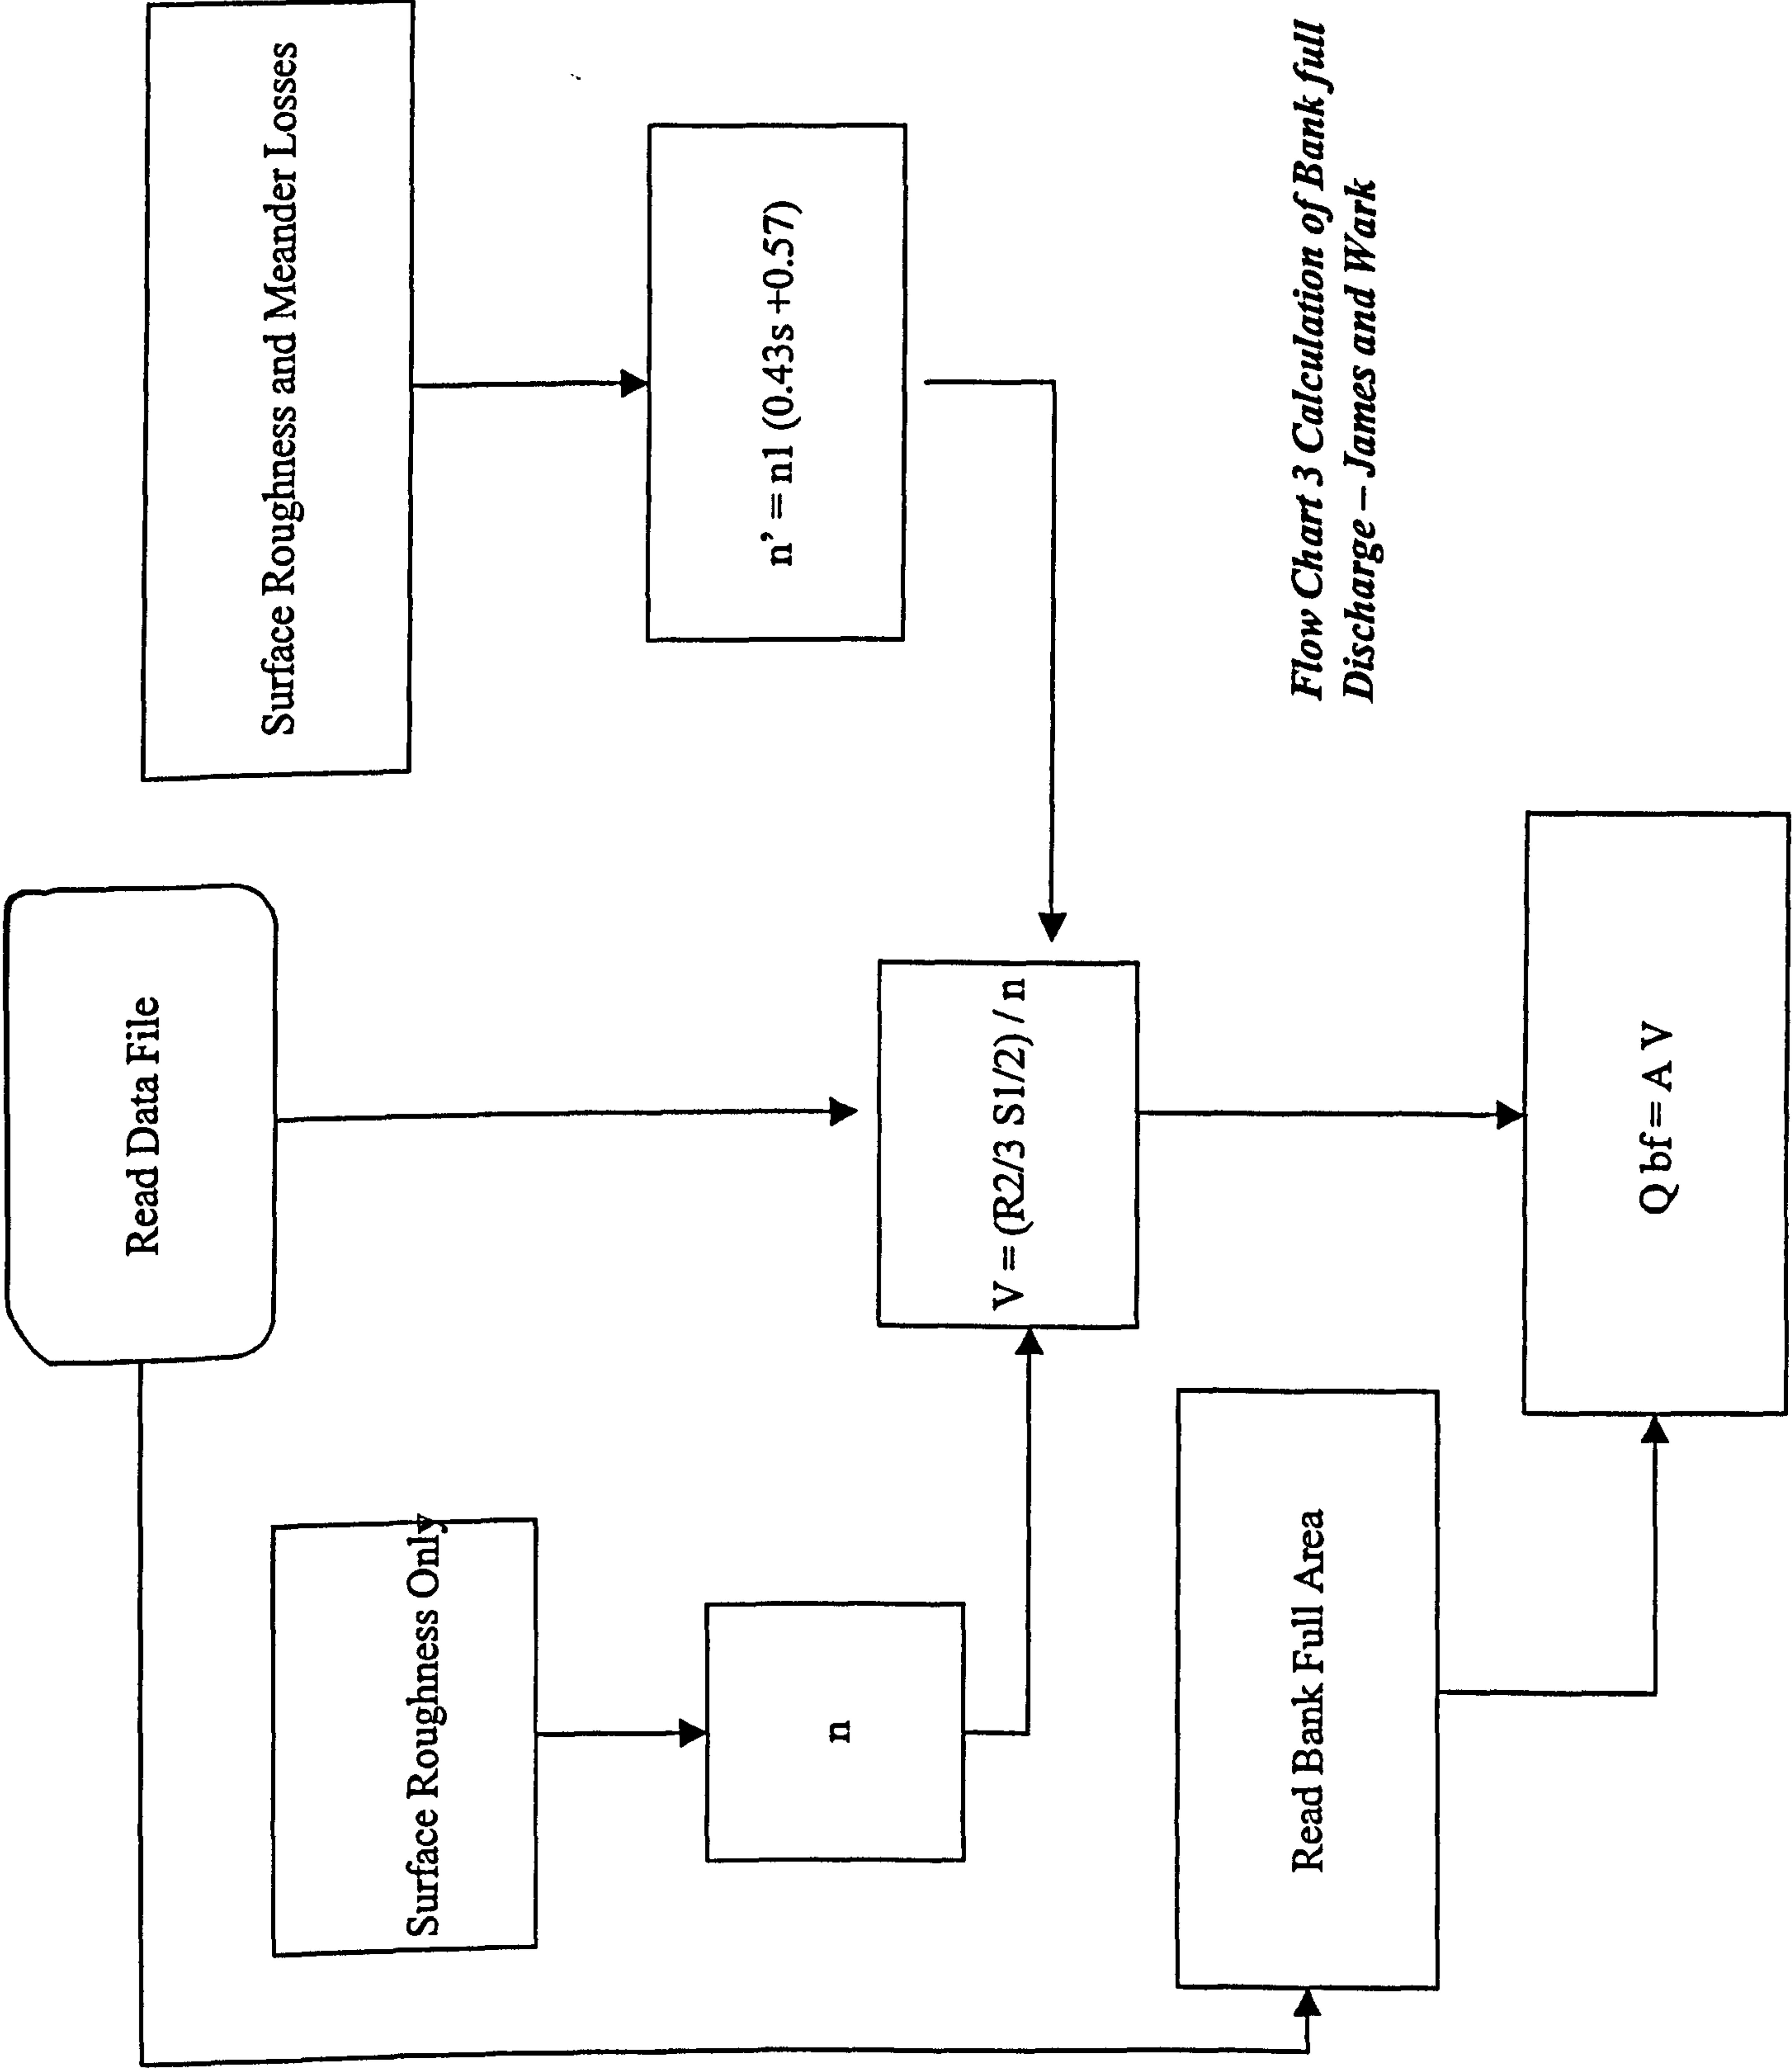 Read Data File
Surface Roughness Only
Surface Roughness and Meander Losses
n
n' = n1 (0.43s +0.57)
V = (R2/3 S1/2) / n
Read Bank Full Area
Q bf= A V
Flow Chart 3 Calculation of Bank full
Discharge – James and Wark